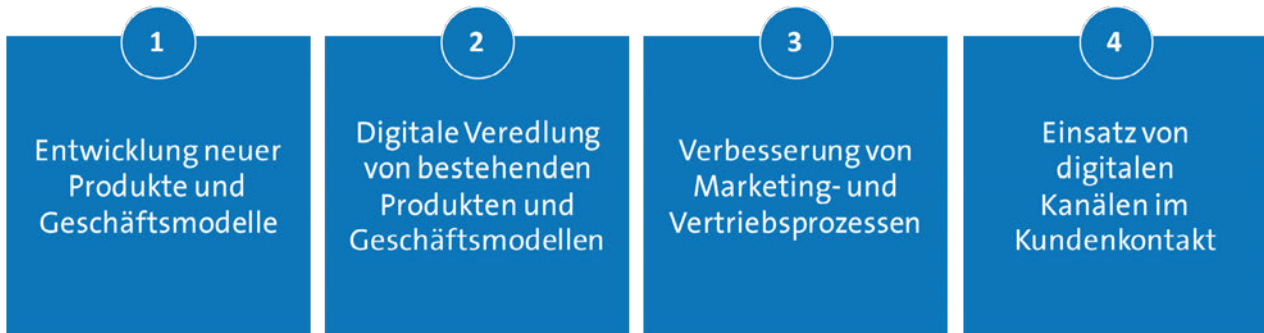 1
Entwicklung neuer
Produkte und
Geschäftsmodelle
2
Digitale Veredlung
von bestehenden
Produkten und
Geschäftsmodellen
3
Verbesserung von
Marketing- und
Vertriebsprozessen
4
Einsatz von
digitalen
Kanälen im
Kundenkontakt